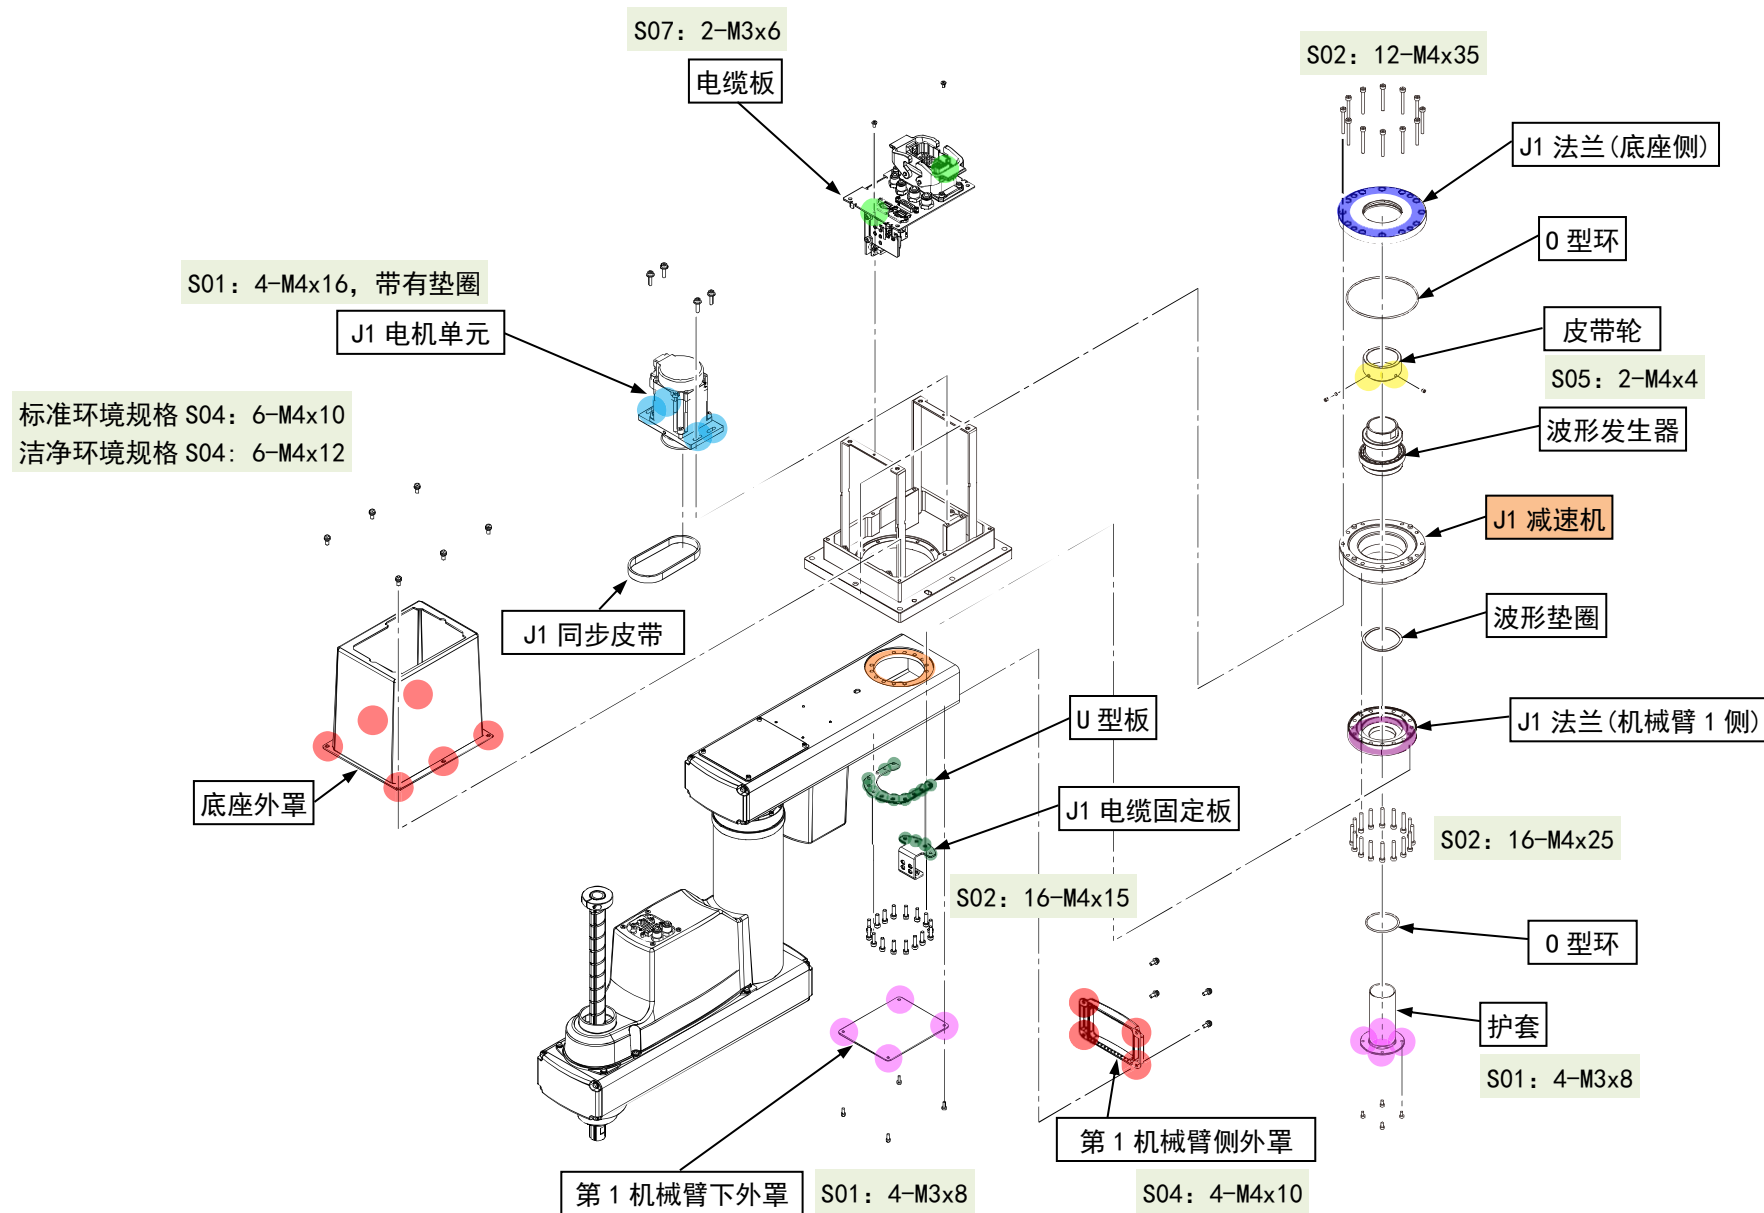 S07: 2-M3x6
电缆板
S02: 12-M4x35
J1 法兰(底座侧)
O 型环
S01: 4-M4x16, 带有垫圈
J1 电机单元
皮带轮
S05: 2-M4x4
标准环境规格 S04: 6-M4x10
洁净环境规格 S04: 6-M4x12
波形发生器
J1 减速机
J1 同步皮带
波形垫圈
U 型板
J1 法兰(机械臂 1 侧)
底座外罩
J1 电缆固定板
S02: 16-M4x25
S02: 16-M4x15
O 型环
护套
S01: 4-M3x8
第 1 机械臂侧外罩
第 1 机械臂下外罩
S01: 4-M3x8
S04: 4-M4x10